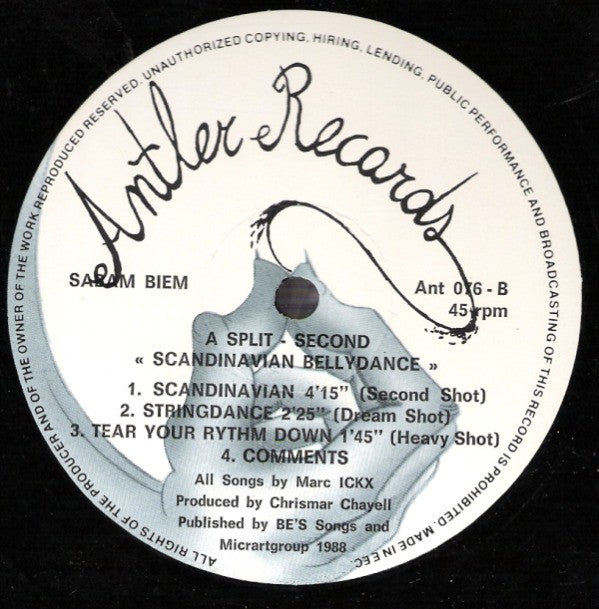 ALL RIGHTS OF THE PRODUCER AND OF THE OWNER OF THE WORK REPRODUCED RESERVED. UNAUTHORIZED COPYING, HIRING, LENDING, PUBLIC PERFORMANCE AND BROADCASTING OF THIS RECORD IS PROHIBITED. MADE IN EEC.
Antler Records
SABAM BIEM
Ant 076 - B
45 rpm
A SPLIT - SECOND
« SCANDINAVIAN BELLYDANCE »
1. SCANDINAVIAN 4'15" (Second Shot)
2. STRINGDANCE 2'25" (Dream Shot)
3. TEAR YOUR RYTHM DOWN 1'45" (Heavy Shot)
4. COMMENTS
All Songs by Marc ICKX
Produced by Chrismar Chayell
Published by BE'S Songs and
Micrartgroup 1988